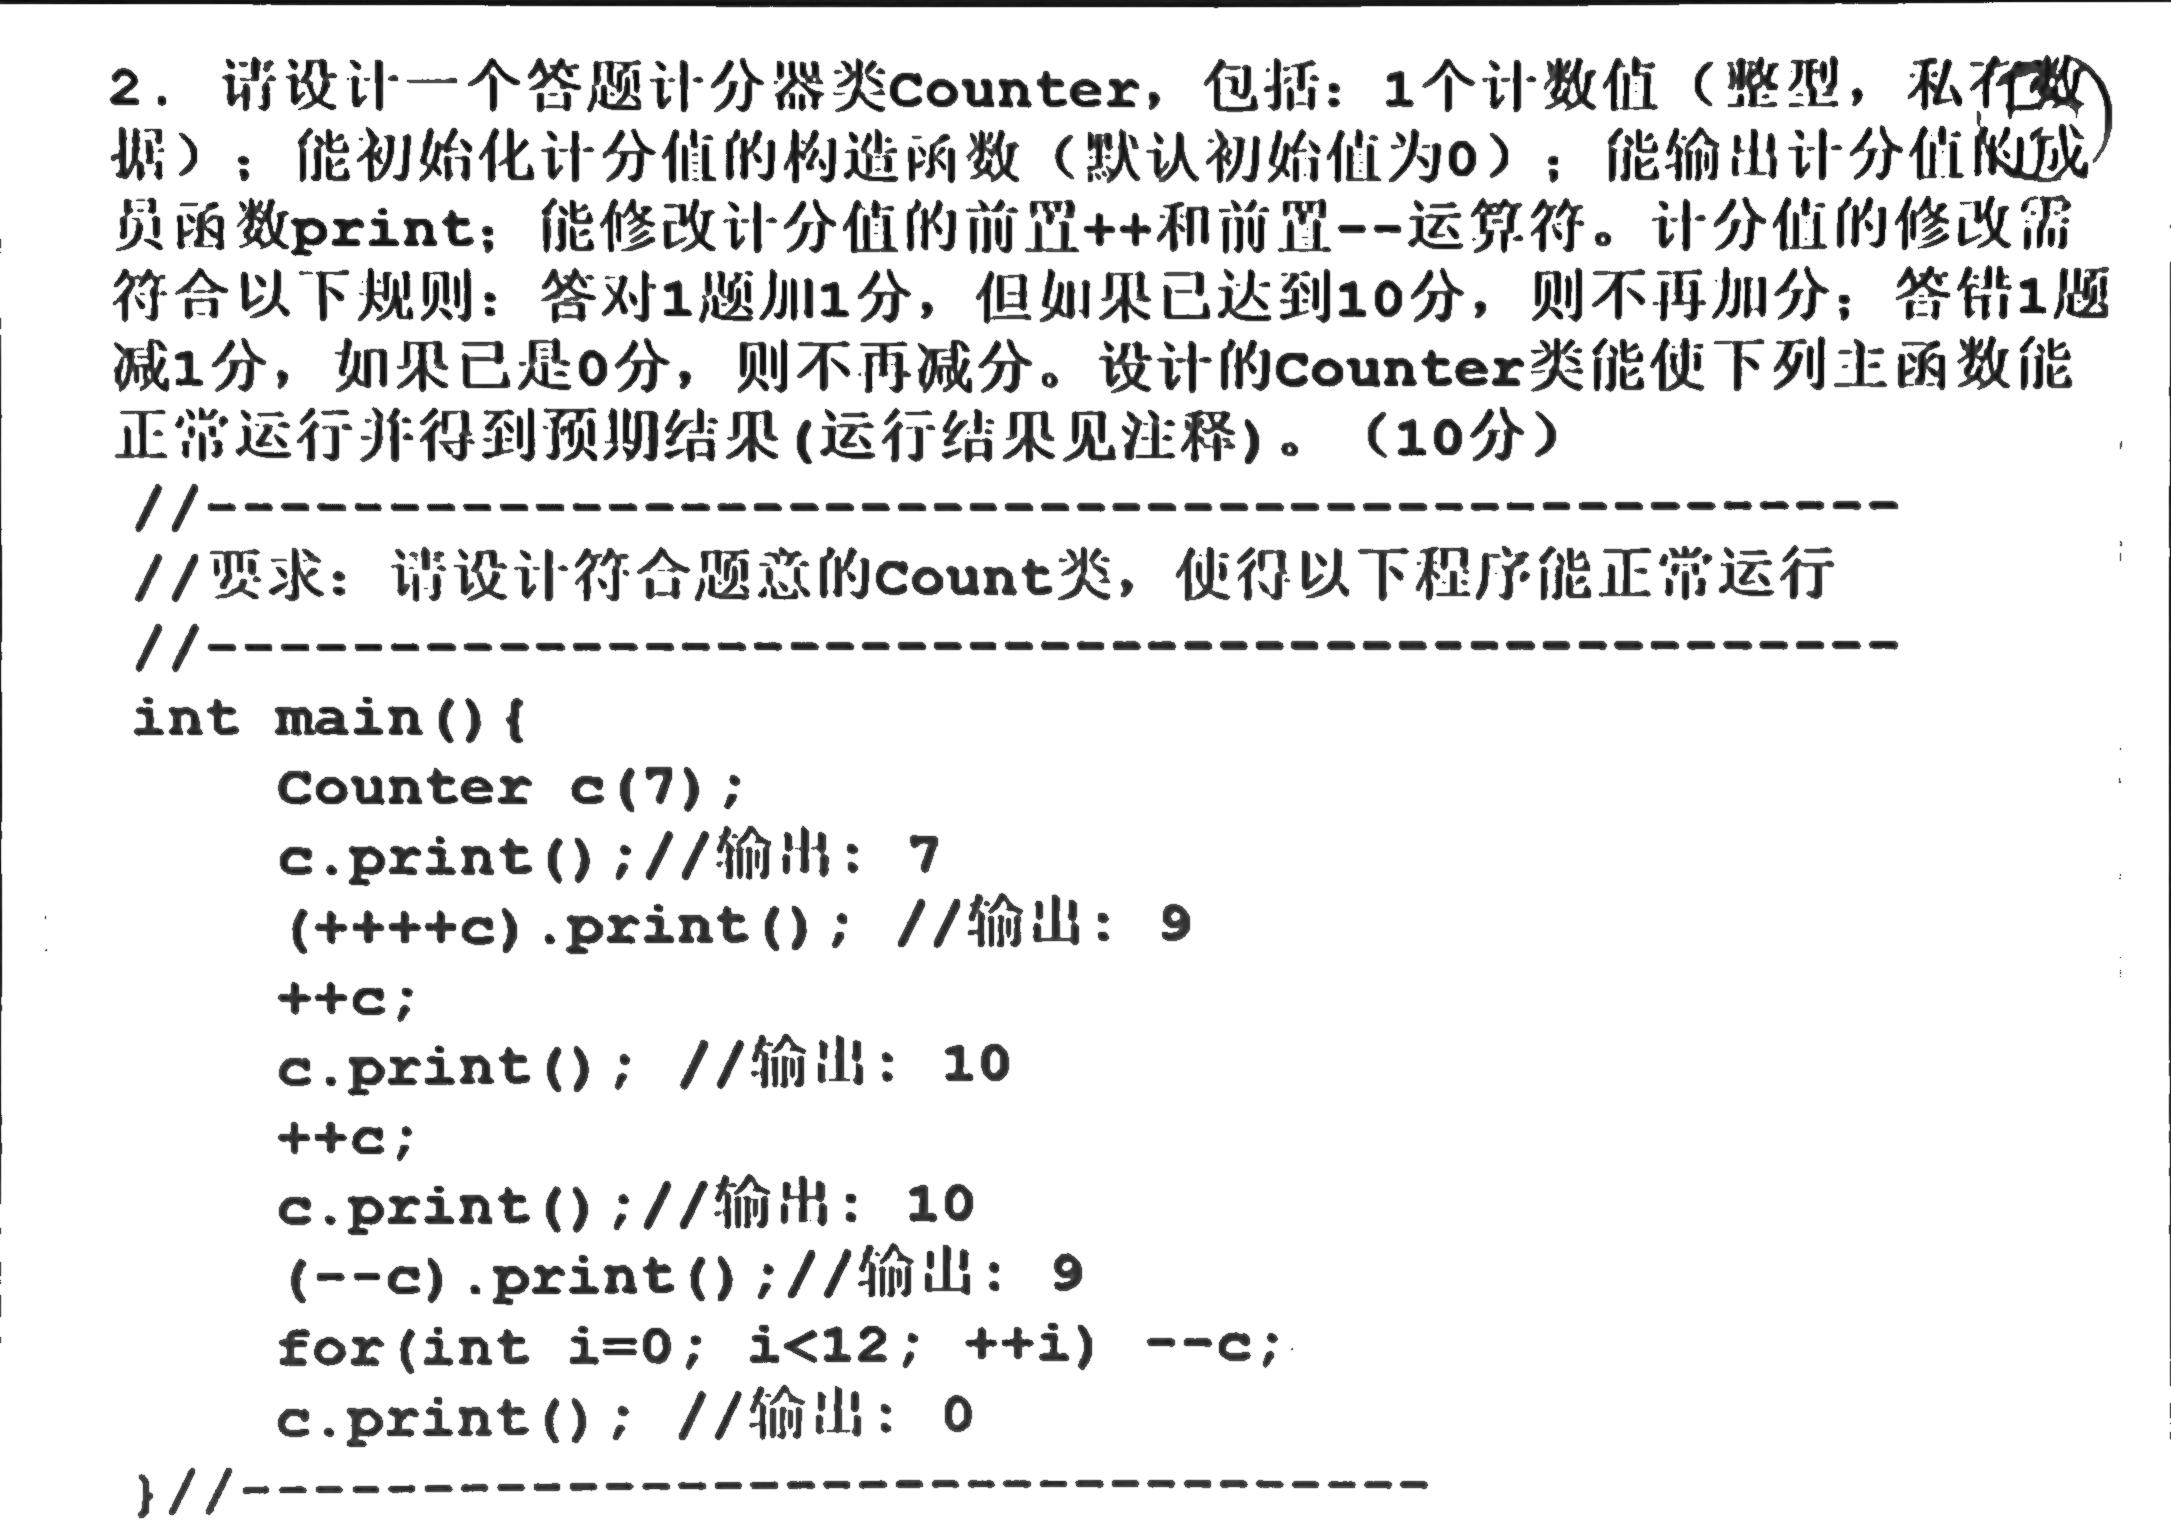 2. 请设计一个答题计分器类Counter，包括：1个计数值（整型，私有数
据）；能初始化计分值的构造函数（默认初始值为0）；能输出计分值的成
员函数print；能修改计分值的前置++和前置--运算符。计分值的修改需
符合以下规则：答对1题加1分，但如果已达到10分，则不再加分；答错1题
减1分，如果已是0分，则不再减分。设计的Counter类能使下列主函数能
正常运行并得到预期结果(运行结果见注释)。（10分）
//-----------------------------------------------
//要求：请设计符合题意的Count类，使得以下程序能正常运行
//-----------------------------------------------
int main(){
Counter c(7);
c.print();//输出： 7
(++++c).print(); //输出： 9
++c;
c.print(); //输出： 10
++c;
c.print();//输出： 10
(--c).print();//输出： 9
for(int i=0; i<12; ++i) --c;
c.print(); //输出： 0
}//---------------------------------